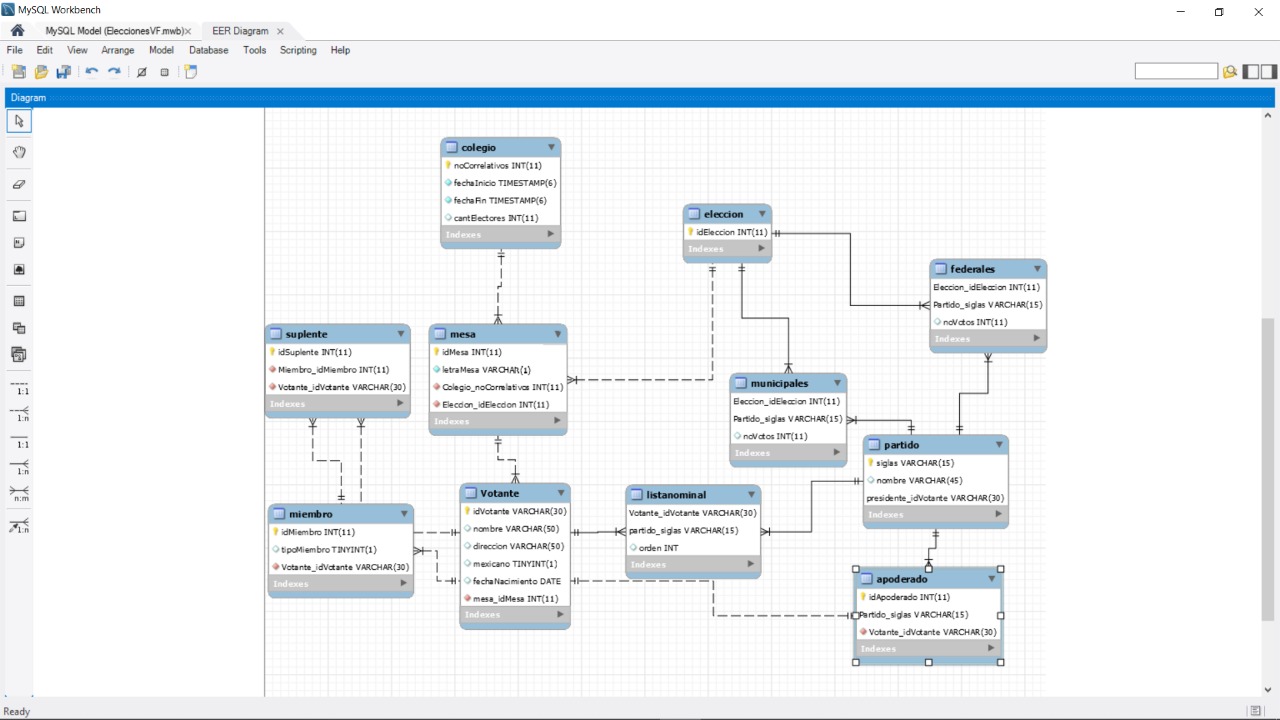 MySQL Workbench
MySQL Model (EleccionesVF.mwb)
EER Diagram
File Edit View Arrange Model Database Tools Scripting Help
Diagram
1:1
1:n
1:1
1:n
n:m
1:n
colegio
noCorrelativos INT(11)
fechaInicio TIMESTAMP(6)
fechaFin TIMESTAMP(6)
cantElectores INT(11)
Indexes
eleccion
idEleccion INT(11)
Indexes
federales
Eleccion_idEleccion INT(11)
Partido_siglas VARCHAR(15)
noVotos INT(11)
Indexes
suplente
idSuplente INT(11)
Miembro_idMiembro INT(11)
Votante_idVotante VARCHAR(30)
Indexes
mesa
idMesa INT(11)
letraMesa VARCHAR(1)
Colegio_noCorrelativos INT(11)
Eleccion_idEleccion INT(11)
Indexes
municipales
Eleccion_idEleccion INT(11)
Partido_siglas VARCHAR(15)
noVotos INT(11)
Indexes
partido
siglas VARCHAR(15)
nombre VARCHAR(45)
presidente_idVotante VARCHAR(30)
Indexes
miembro
idMiembro INT(11)
tipoMiembro TINYINT(1)
Votante_idVotante VARCHAR(30)
Indexes
Votante
idVotante VARCHAR(30)
nombre VARCHAR(50)
direccion VARCHAR(50)
mexicano TINYINT(1)
fechaNacimiento DATE
mesa_idMesa INT(11)
Indexes
listanominal
Votante_idVotante VARCHAR(30)
partido_siglas VARCHAR(15)
orden INT
Indexes
apoderado
idApoderado INT(11)
Partido_siglas VARCHAR(15)
Votante_idVotante VARCHAR(30)
Indexes
Ready